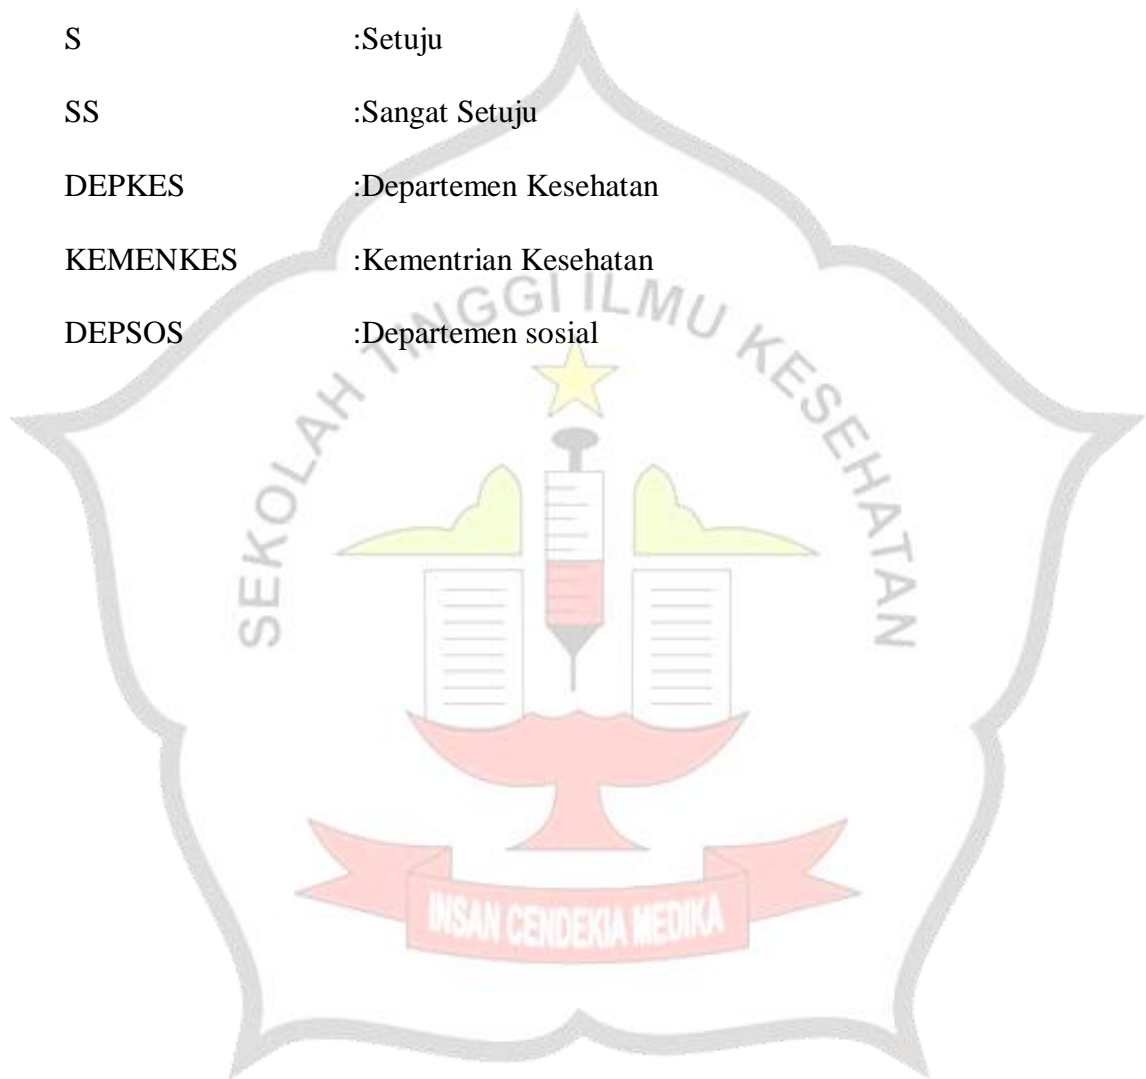 S :Setuju
SS :Sangat Setuju
DEPKES :Departemen Kesehatan
KEMENKES :Kementrian Kesehatan
DEPSOS :Departemen sosial
SEKOLAH TINGGI ILMU KESEHATAN
INSAN CENDEKIA MEDIKA